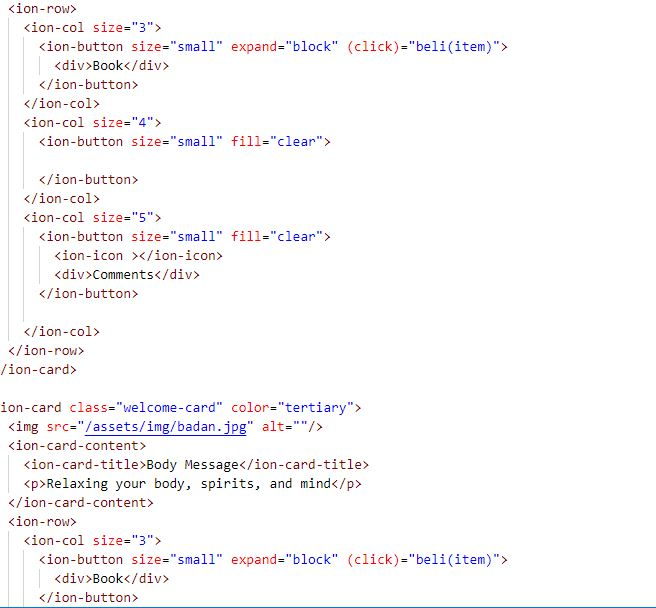 <ion-row>
<ion-col size="3">
<ion-button size="small" expand="block" (click)="beli(item)">
<div>Book</div>
</ion-button>
</ion-col>
<ion-col size="4">
<ion-button size="small" fill="clear">
</ion-button>
</ion-col>
<ion-col size="5">
<ion-button size="small" fill="clear">
<ion-icon ></ion-icon>
<div>Comments</div>
</ion-button>
</ion-col>
</ion-row>
/ion-card>
ion-card class="welcome-card" color="tertiary">
<img src="/assets/img/badan.jpg" alt=""/>
<ion-card-content>
<ion-card-title>Body Message</ion-card-title>
<p>Relaxing your body, spirits, and mind</p>
</ion-card-content>
<ion-row>
<ion-col size="3">
<ion-button size="small" expand="block" (click)="beli(item)">
<div>Book</div>
</ion-button>